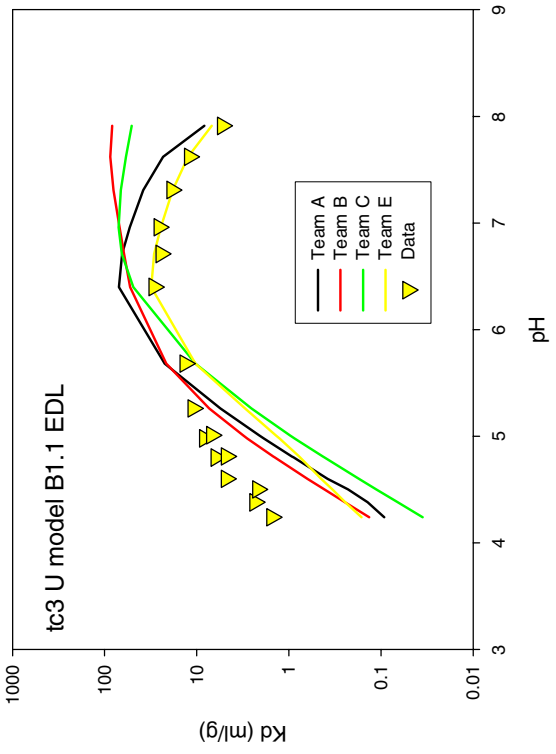 tc3 U model B1.1 EDL
1000
100
10
1
0.1
0.01
Kd (ml/g)
3
4
5
6
7
8
9
pH
Team A
Team B
Team C
Team E
Data